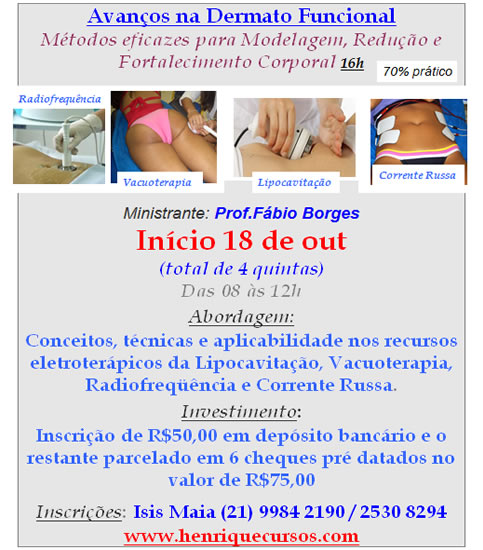 Avanços na Dermato Funcional
Métodos eficazes para Modelagem, Redução e
Fortalecimento Corporal 16h
70% prático
Radiofrequência
Vacuoterapia
Lipocavitação
Corrente Russa
Ministrante: Prof.Fábio Borges
Início 18 de out
(total de 4 quintas)
Das 08 às 12h
Abordagem:
Conceitos, técnicas e aplicabilidade nos recursos
eletroterápicos da Lipocavitação, Vacuoterapia,
Radiofreqüência e Corrente Russa.
Investimento:
Inscrição de R$50,00 em depósito bancário e o
restante parcelado em 6 cheques pré datados no
valor de R$75,00
Inscrições: Isis Maia (21) 9984 2190 / 2530 8294
www.henriquecursos.com